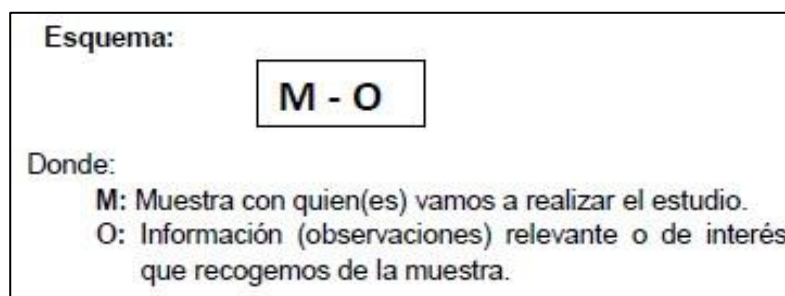 Esquema:
M - O
Donde:
M: Muestra con quien(es) vamos a realizar el estudio.
O: Información (observaciones) relevante o de interés
que recogemos de la muestra.